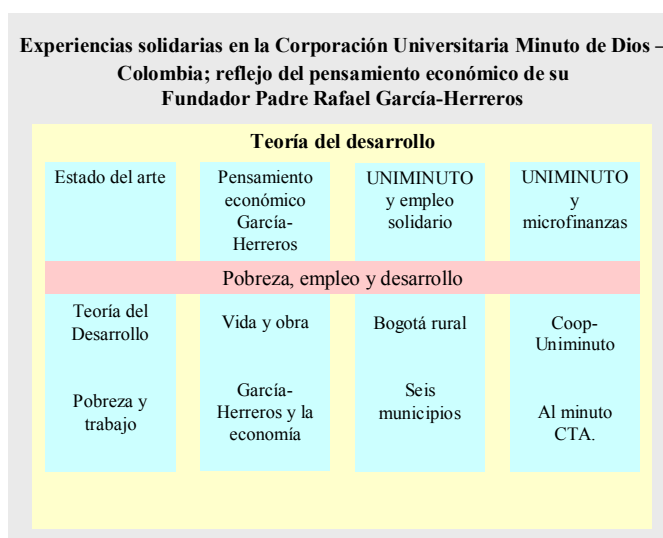 Experiencias solidarias en la Corporación Universitaria Minuto de Dios –
Colombia; reflejo del pensamiento económico de su
Fundador Padre Rafael García-Herreros
Teoría del desarrollo
Estado del arte
Pensamiento
económico
García-
Herreros
UNIMINUTO
y empleo
solidario
UNIMINUTO
y
microfinanzas
Pobreza, empleo y desarrollo
Teoría del
Desarrollo
Vida y obra
Bogotá rural
Coop-
Uniminuto
Pobreza y
trabajo
García-
Herreros y la
economía
Seis
municipios
Al minuto
CTA.